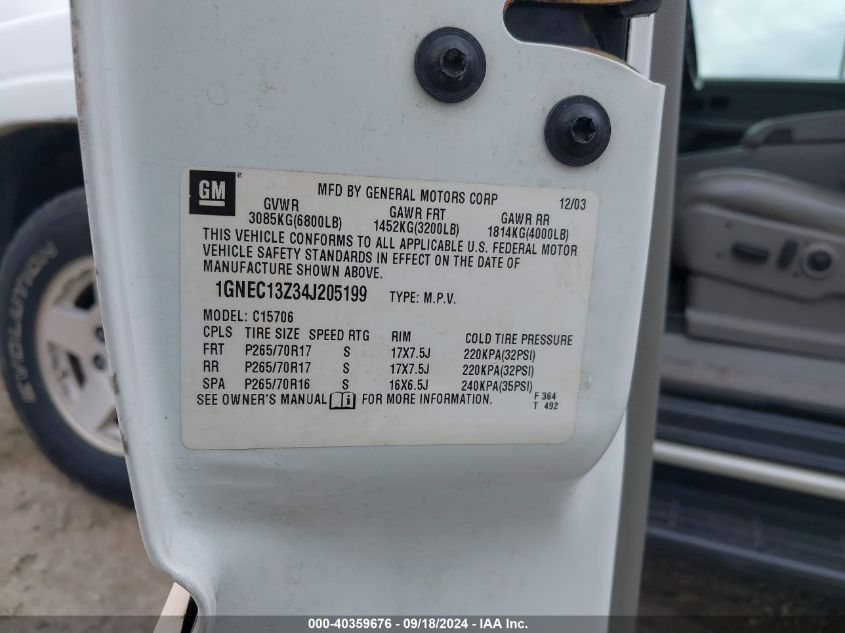 GM
MFD BY GENERAL MOTORS CORP 12/03
GVWR GAWR FRT GAWR RR
3085KG(6800LB) 1452KG(3200LB) 1814KG(4000LB)
THIS VEHICLE CONFORMS TO ALL APPLICABLE U.S. FEDERAL MOTOR
VEHICLE SAFETY STANDARDS IN EFFECT ON THE DATE OF
MANUFACTURE SHOWN ABOVE.
1GNEC13Z34J205199 TYPE: M.P.V.
MODEL: C15706
CPLS TIRE SIZE SPEED RTG RIM COLD TIRE PRESSURE
FRT P265/70R17 S 17X7.5J 220KPA(32PSI)
RR P265/70R17 S 17X7.5J 220KPA(32PSI)
SPA P265/70R16 S 16X6.5J 240KPA(35PSI)
SEE OWNER'S MANUAL FOR MORE INFORMATION.
F 364
T 492
EVOLUTION
100-40359676 - 09/18/2024 - IAA Inc.